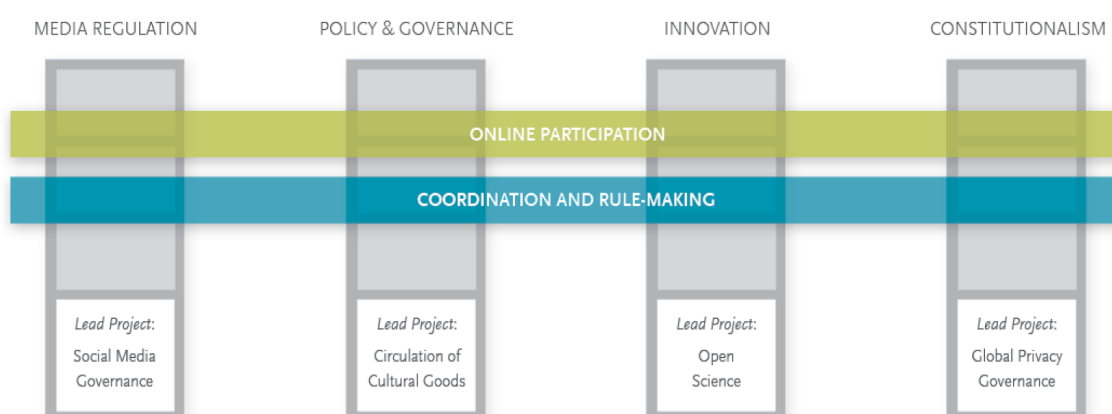 MEDIA REGULATION
POLICY & GOVERNANCE
INNOVATION
CONSTITUTIONALISM
ONLINE PARTICIPATION
COORDINATION AND RULE-MAKING
Lead Project:
Social Media
Governance
Lead Project:
Circulation of
Cultural Goods
Lead Project:
Open
Science
Lead Project:
Global Privacy
Governance